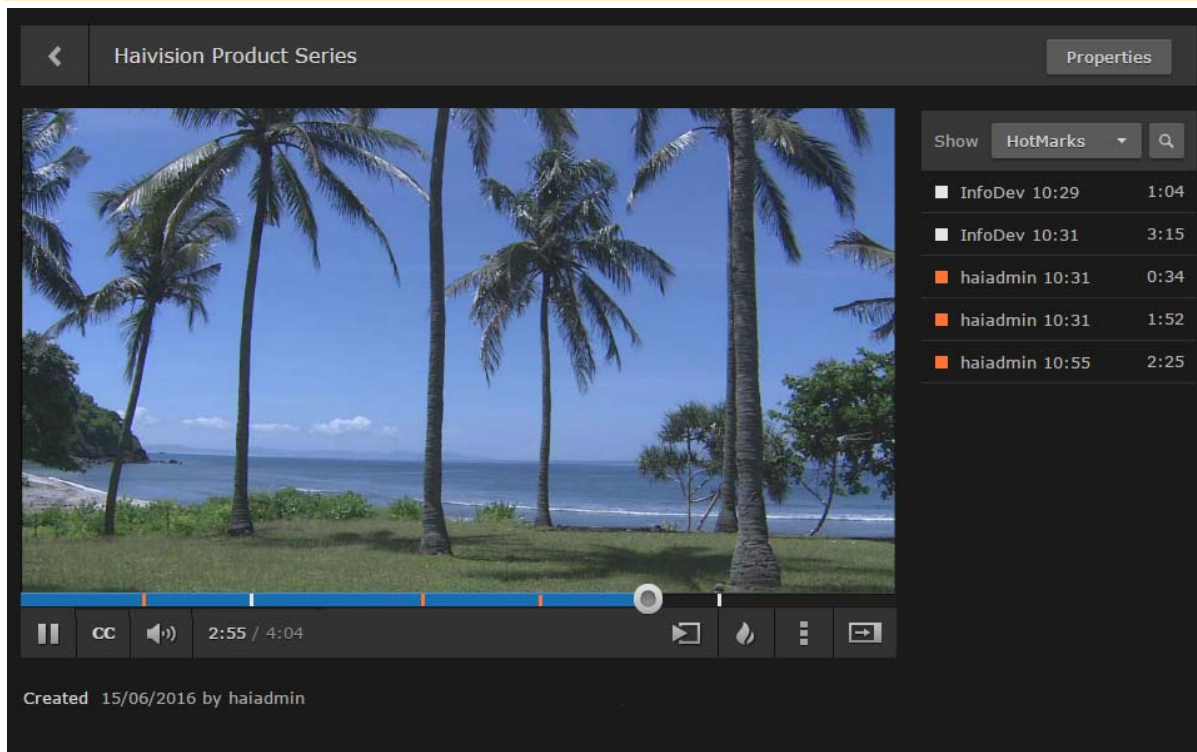 Haivision Product Series
Properties
Show HotMarks
InfoDev 10:29 1:04
InfoDev 10:31 3:15
haiadmin 10:31 0:34
haiadmin 10:31 1:52
haiadmin 10:55 2:25
CC 2:55 / 4:04
Created 15/06/2016 by haiadmin